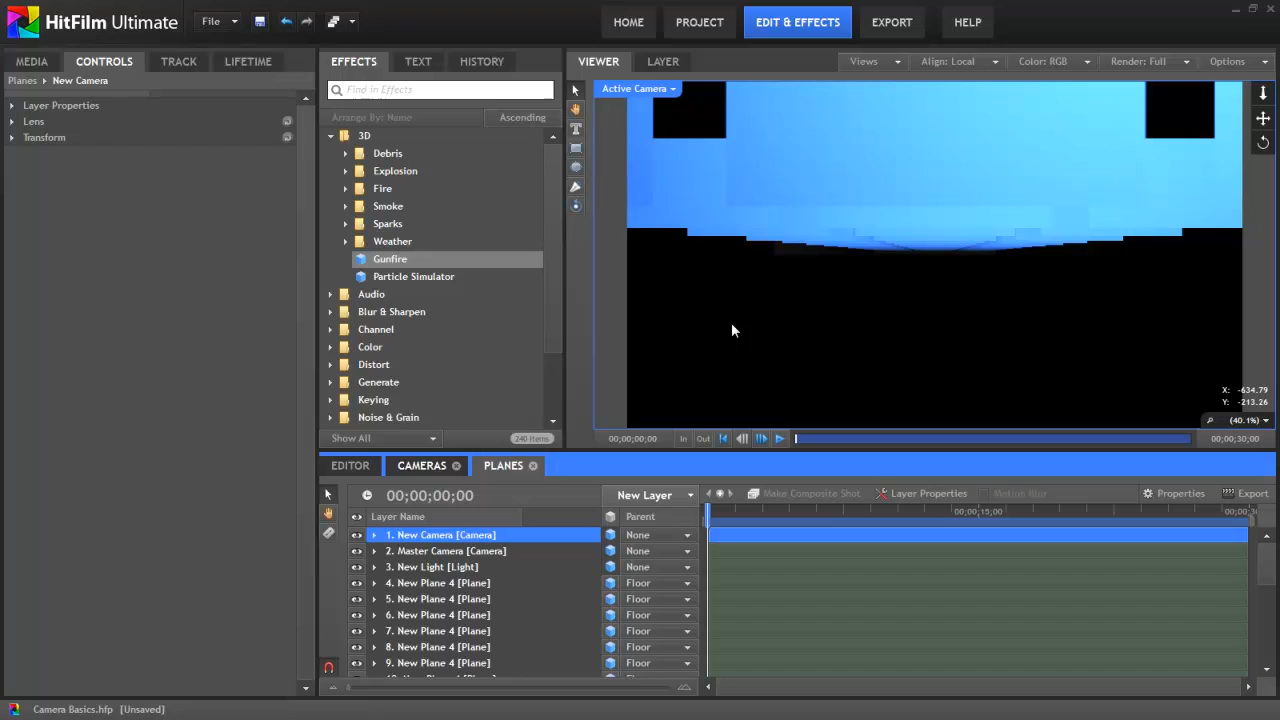 HitFilm Ultimate
File
HOME
PROJECT
EDIT & EFFECTS
EXPORT
HELP
MEDIA
CONTROLS
TRACK
LIFETIME
Planes
New Camera
Layer Properties
Lens
Transform
EFFECTS
TEXT
HISTORY
Find in Effects
Arrange By: Name
Ascending
3D
Debris
Explosion
Fire
Smoke
Sparks
Weather
Gunfire
Particle Simulator
Audio
Blur & Sharpen
Channel
Color
Distort
Generate
Keying
Noise & Grain
Show All
240 Items
VIEWER
LAYER
Views
Align: Local
Color: RGB
Render: Full
Options
Active Camera
X: -634.79
Y: -213.26
(40.1%)
00;00;00;00
In
Out
00;00;30;00
EDITOR
CAMERAS
PLANES
00;00;00;00
New Layer
Make Composite Shot
Layer Properties
Motion Blur
Properties
Export
Layer Name
Parent
00;00;15;00
1. New Camera [Camera] None
2. Master Camera [Camera] None
3. New Light [Light] None
4. New Plane 4 [Plane] Floor
5. New Plane 4 [Plane] Floor
6. New Plane 4 [Plane] Floor
7. New Plane 4 [Plane] Floor
8. New Plane 4 [Plane] Floor
9. New Plane 4 [Plane] Floor
Camera Basics.hfp [Unsaved]